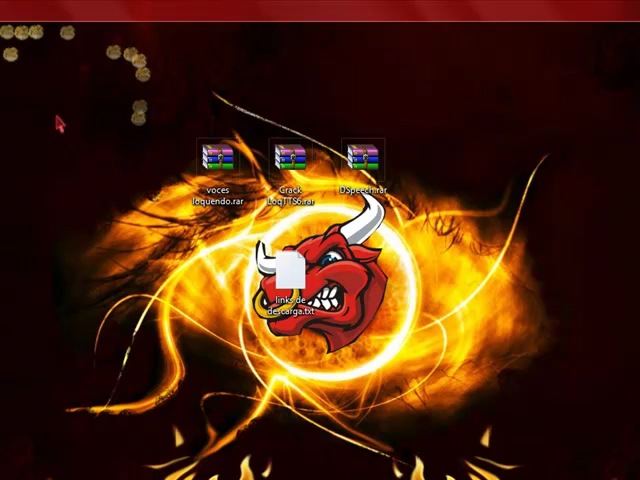 voces
loquendo.rar
Crack
LoqTTS6.rar
DSpeech.rar
links de
descarga.txt